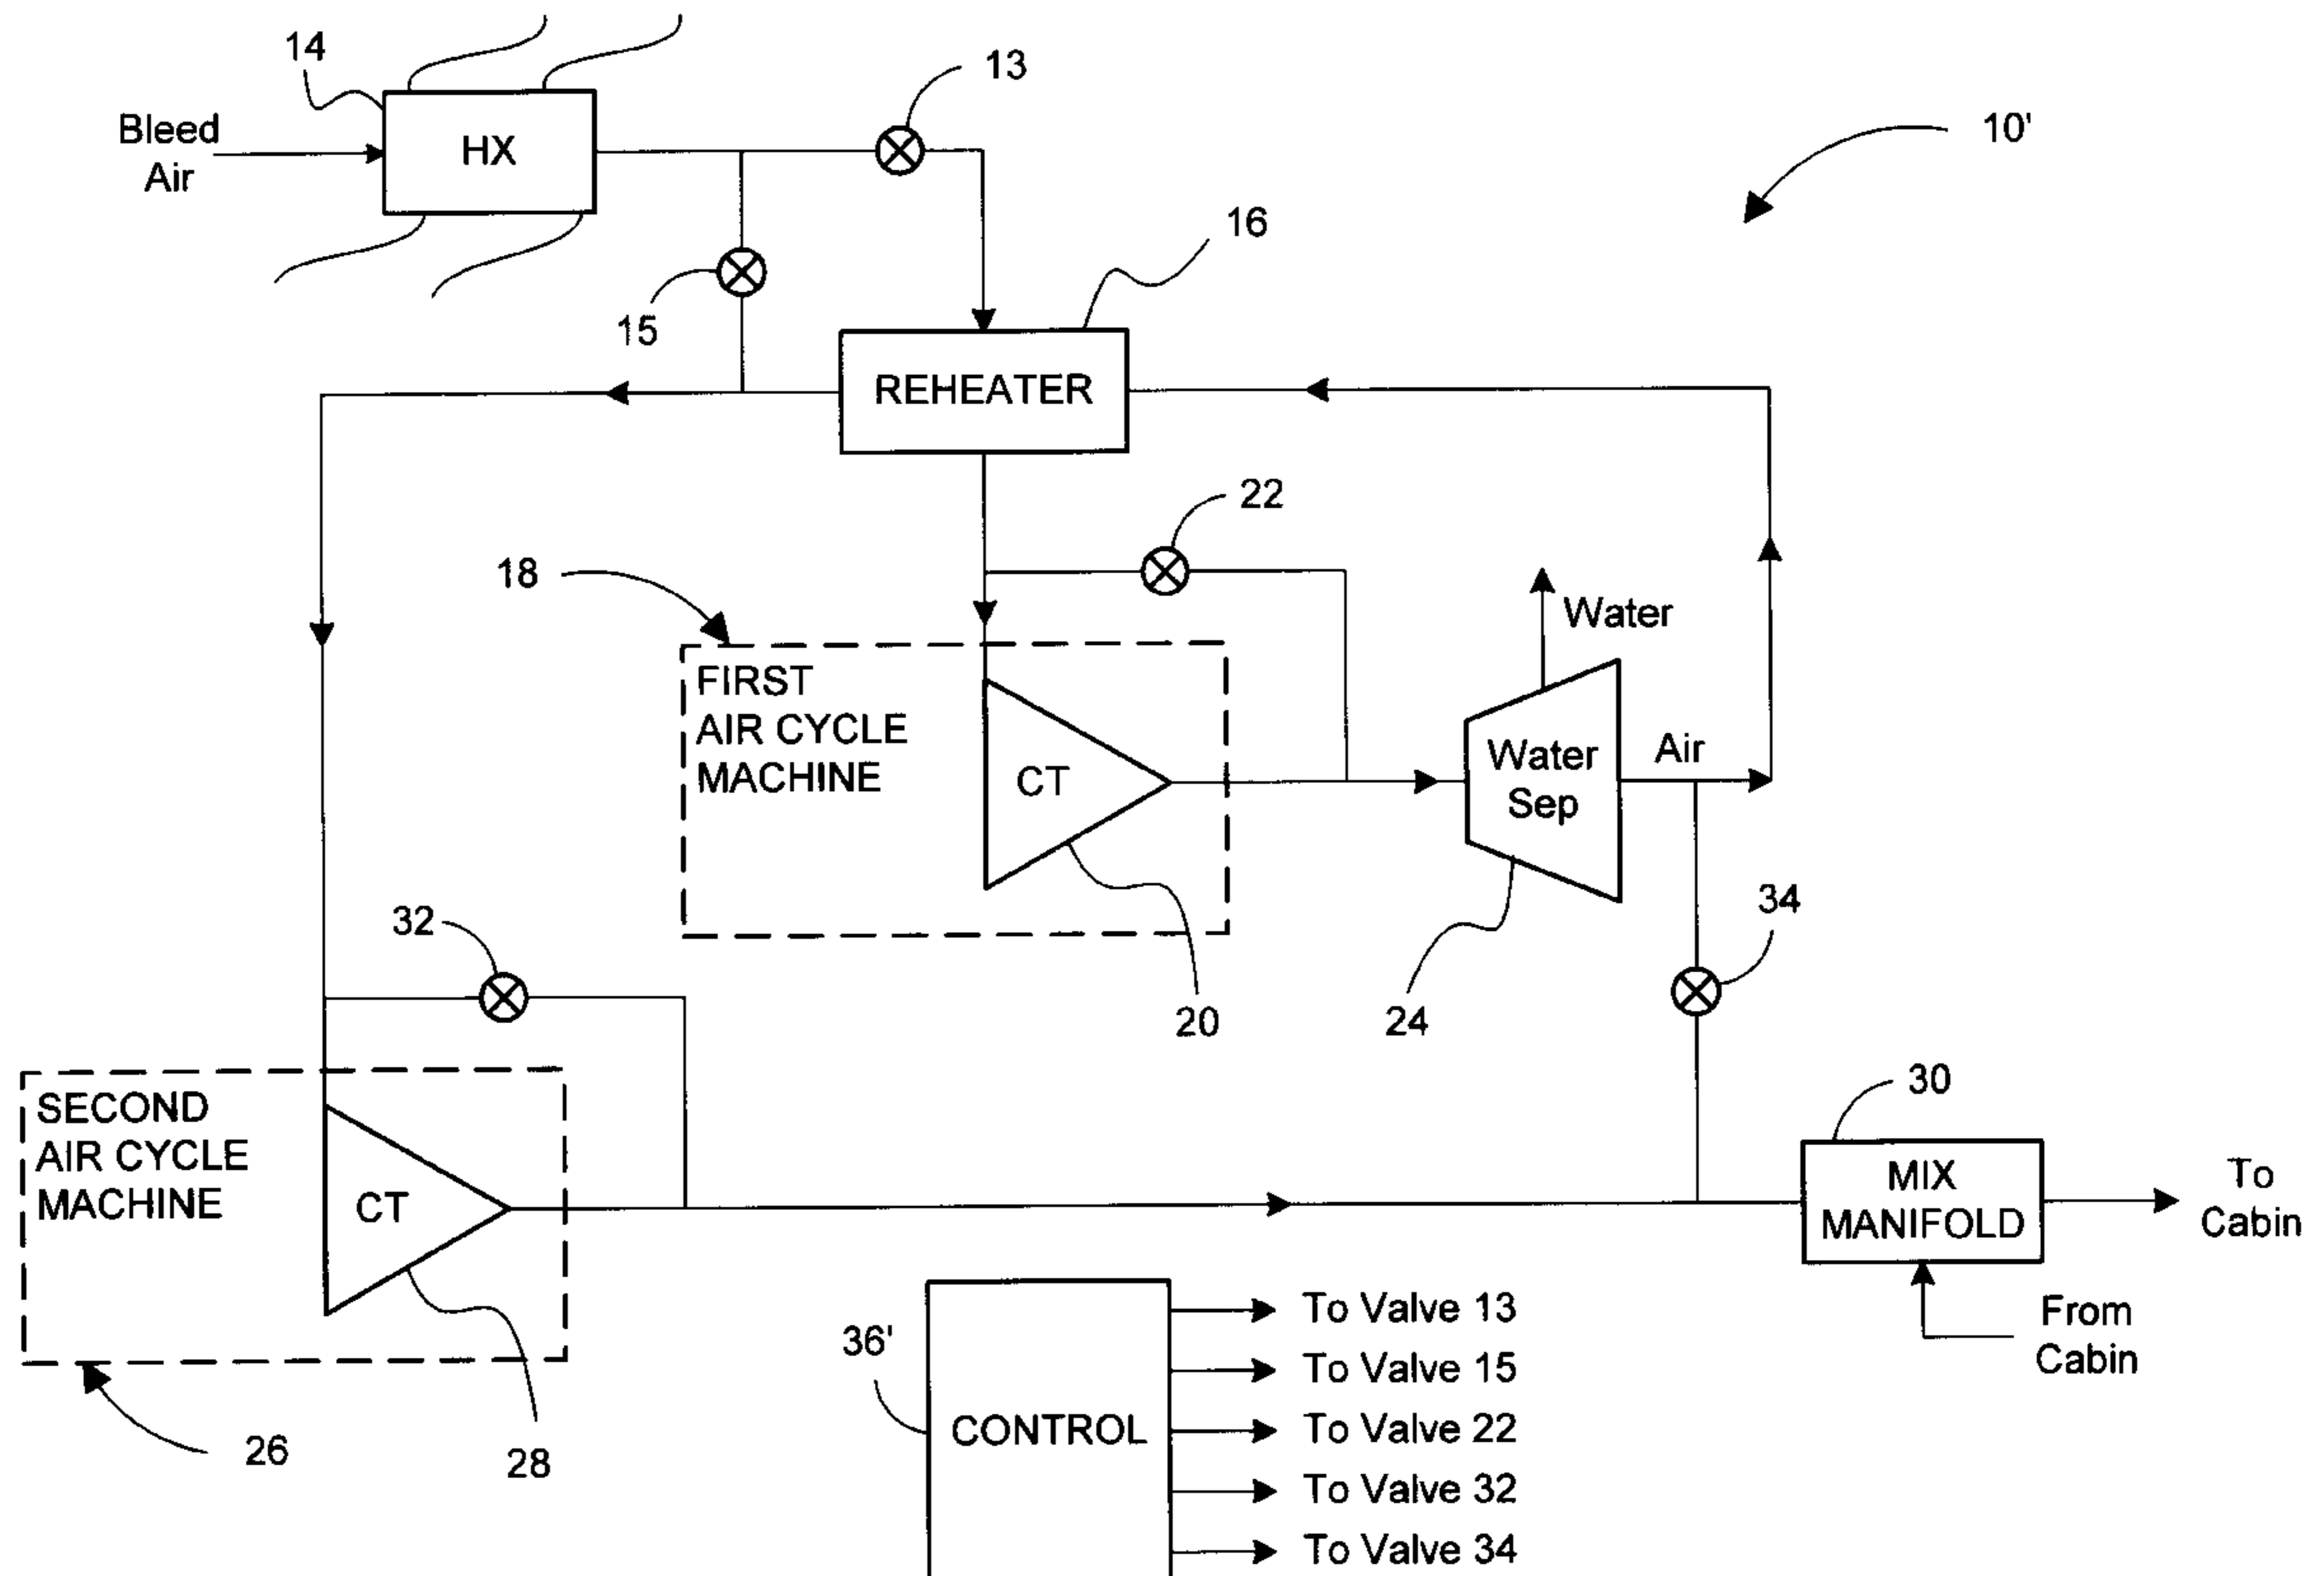 14
13
10'
Bleed
Air
HX
16
15
REHEATER
22
18
Water
FIRST
AIR CYCLE
MACHINE
CT
Water
Sep
Air
32
34
20
24
30
SECOND
AIR CYCLE
MACHINE
CT
MIX
MANIFOLD
To
Cabin
From
Cabin
36'
CONTROL
To Valve 13
To Valve 15
To Valve 22
To Valve 32
To Valve 34
26
28